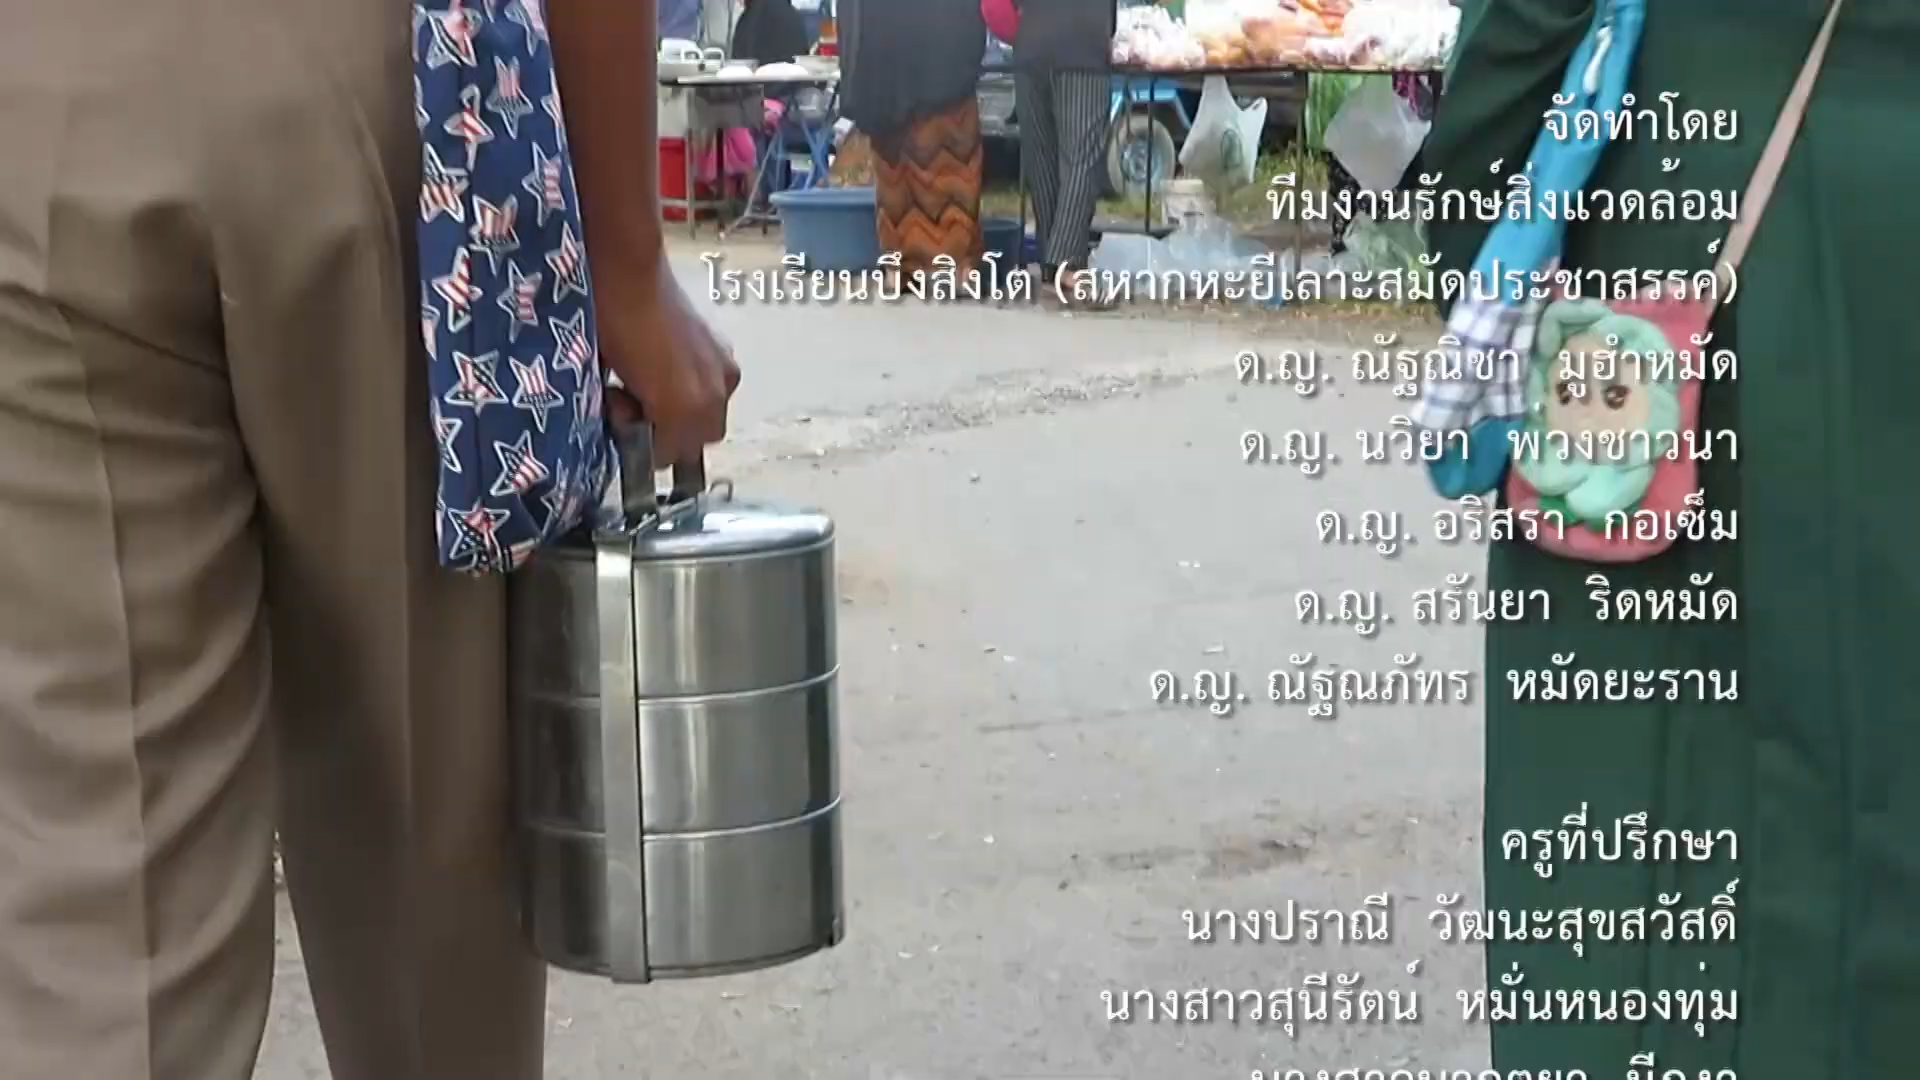 จัดทำโดย
ทีมงานรักษ์สิ่งแวดล้อม
โรงเรียนบึงสิงโต (สหากหะยีเลาะสมัดประชาสรรค์)
ด.ญ. ณัฐณิชา มูฮำหมัด
ด.ญ. นวิยา พ่วงชาวนา
ด.ญ. อริสรา กอเซ็ม
ด.ญ. สรันยา ริดหมัด
ด.ญ. ณัฐณภัทร หมัดยะราน
ครูที่ปรึกษา
นางปราณี วัฒนะสุขสวัสดิ์
นางสาวสุนีรัตน์ หมั่นหนองทุ่ม